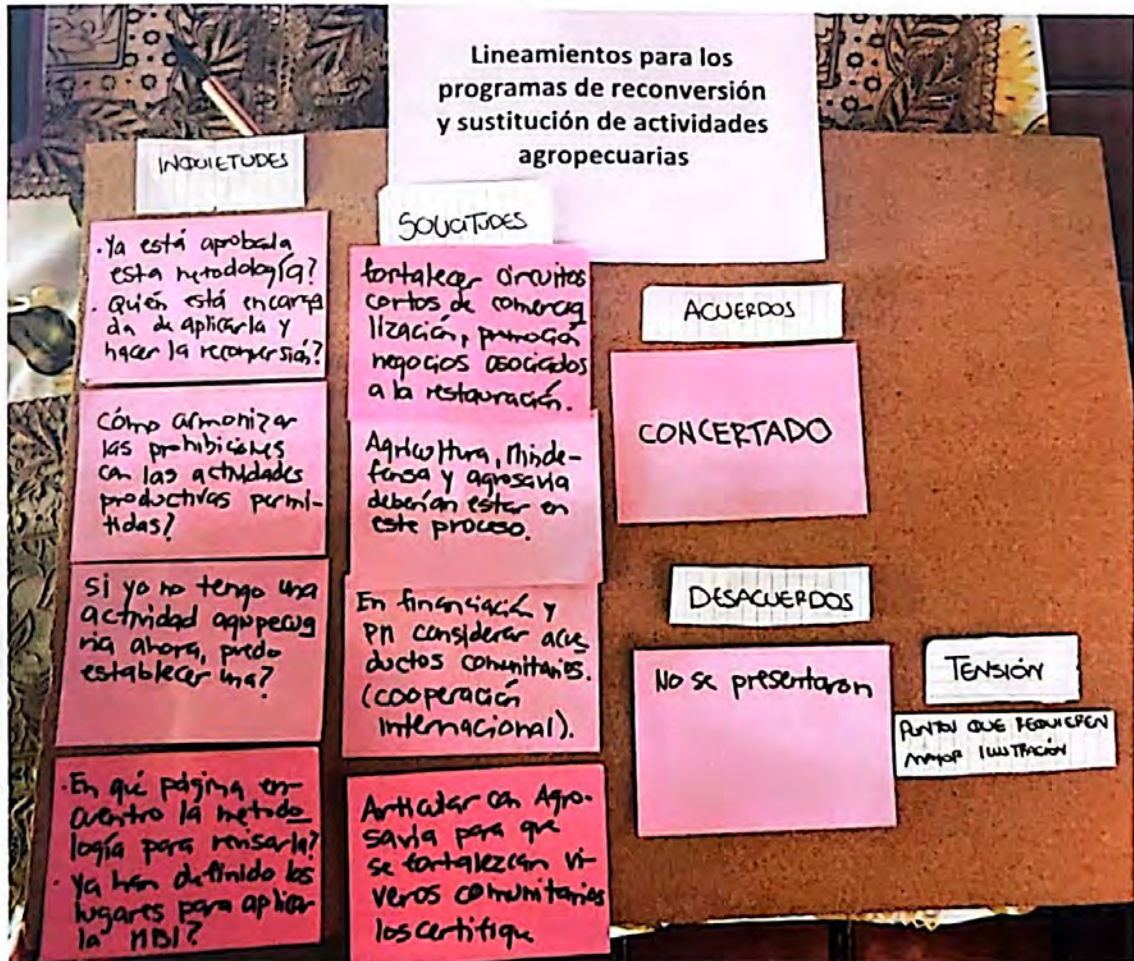 Lineamientos para los
programas de reconversión
y sustitución de actividades
agropecuarias
INQUIETUDES
• Ya está aprobada
esta metodología?
• Quién está encarga
da de aplicarla y
hacer la reconversión?
Cómo armonizar
las prohibiciones
con las actividades
productivas permi-
tidas?
Si yo no tengo una
actividad agropecua
ria ahora, puedo
establecer una?
• En qué página en-
cuentro la metodo
logía para revisarla?
• Ya han definido los
lugares para aplicar
la MBI?
SOLICITUDES
fortalecer circuitos
cortos de comercia
lización, promoción
negocios asociados
a la restauración.
Agricultura, Minde-
fensa y agrosavia
deberían estar en
este proceso.
En financiación y
PM considerar acue
ductos comunitarios.
(cooperación
internacional).
Articular con Agro-
savia para que
se fortalezcan vi-
veros comunitarios
los certifique
ACUERDOS
CONCERTADO
DESACUERDOS
No se presentaron
TENSIÓN
PUNTOS QUE REQUIEREN
MAYOR ILUSTRACIÓN